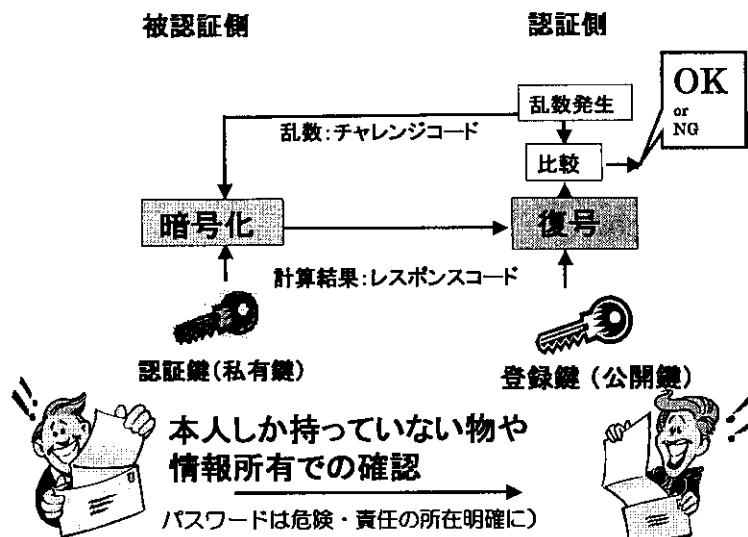 被認証側
認証側
OK
or
NG
乱数発生
乱数:チャレンジコード
比較
暗号化
復号
計算結果:レスポンスコード
認証鍵(私有鍵)
登録鍵(公開鍵)
本人しか持っていない物や
情報所有での確認
パスワードは危険・責任の所在明確に)